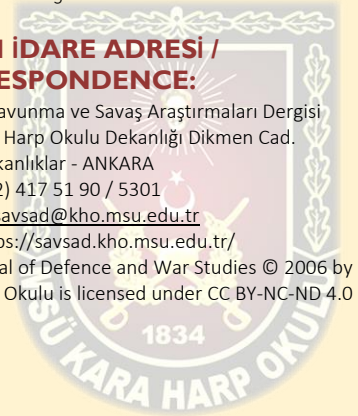 İDARE ADRESİ /
ESPONDENCE:
avunma ve Savaş Araştırmaları Dergisi
Harp Okulu Dekanlığı Dikmen Cad.
kanlıklar - ANKARA
2) 417 51 90 / 5301
savsad@kho.msu.edu.tr
ps://savsad.kho.msu.edu.tr/
al of Defence and War Studies © 2006 by
Okulu is licensed under CC BY-NC-ND 4.0
1834
MSÜ KARA HARP OKULU